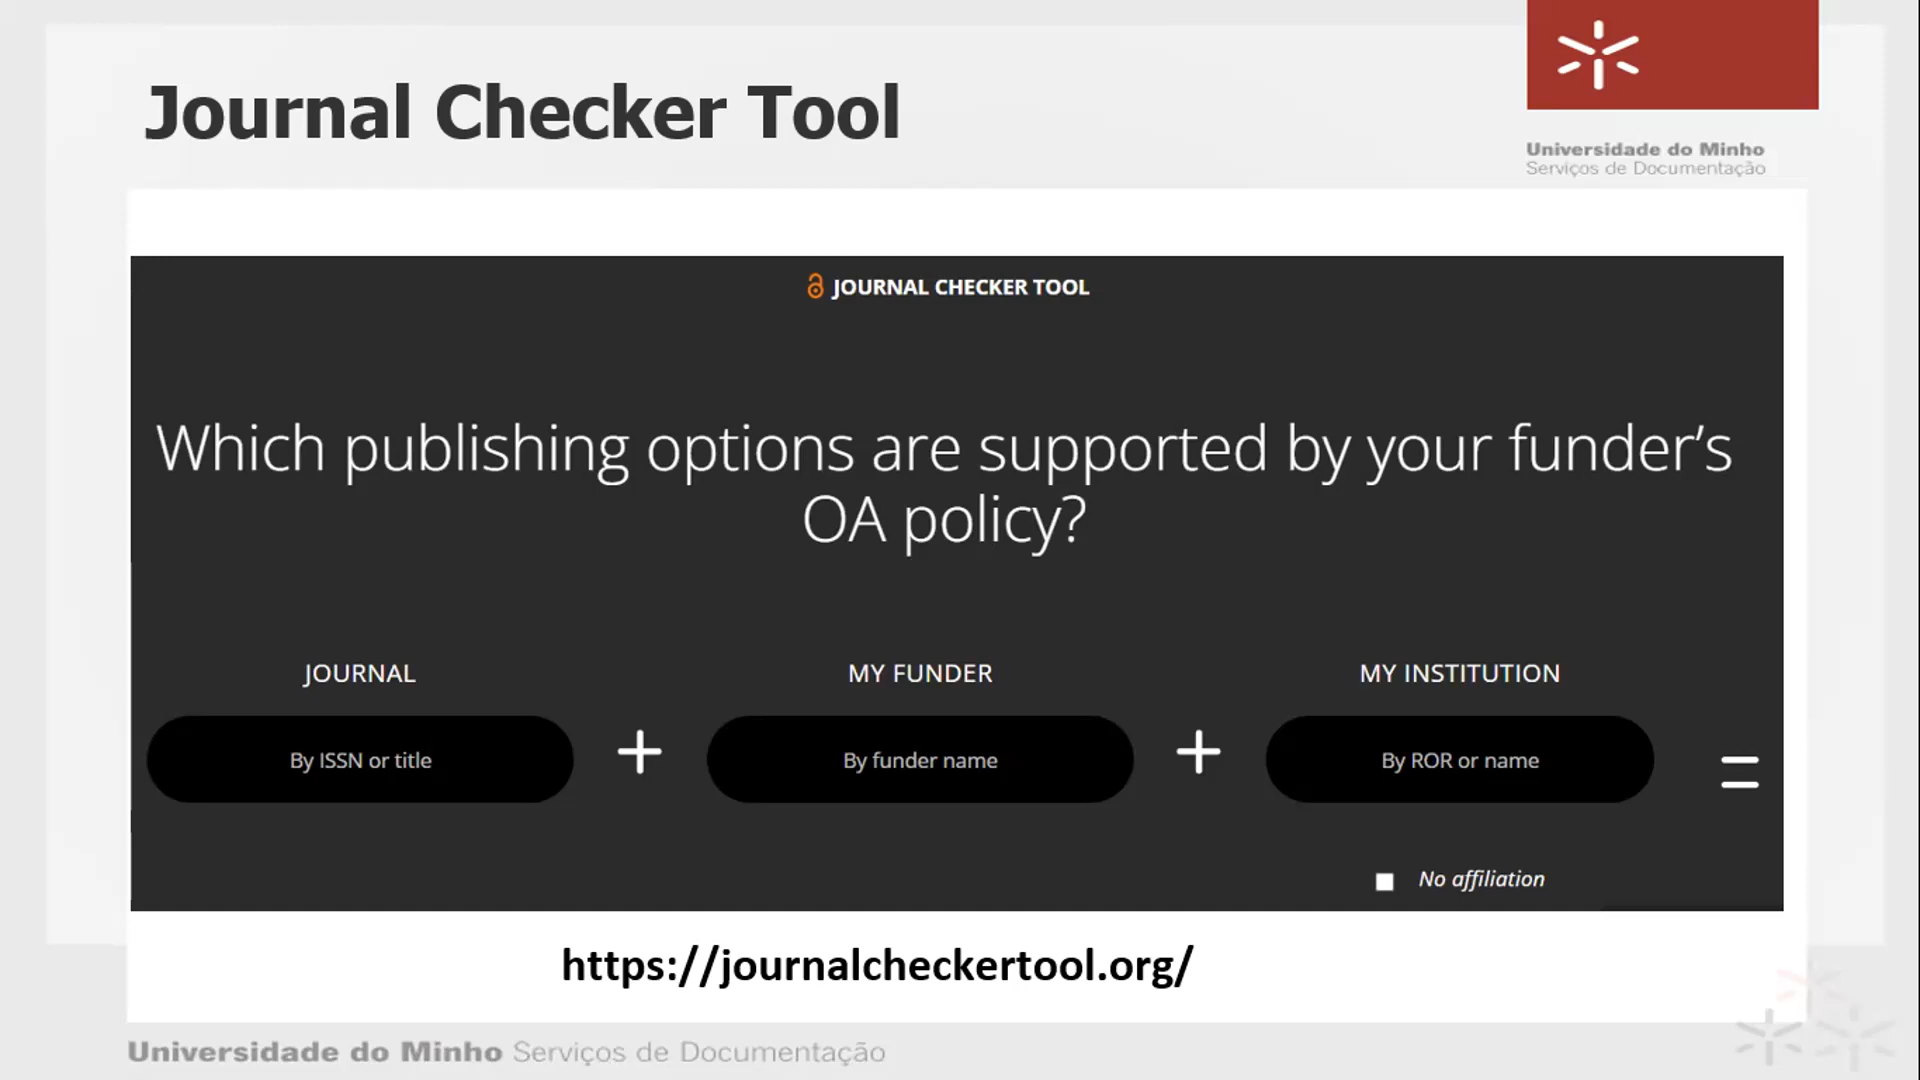 Journal Checker Tool
Universidade do Minho
Serviços de Documentação
JOURNAL CHECKER TOOL
Which publishing options are supported by your funder’s
OA policy?
JOURNAL
MY FUNDER
MY INSTITUTION
By ISSN or title
+
By funder name
+
By ROR or name
=
No affiliation
https://journalcheckertool.org/
Universidade do Minho Serviços de Documentação